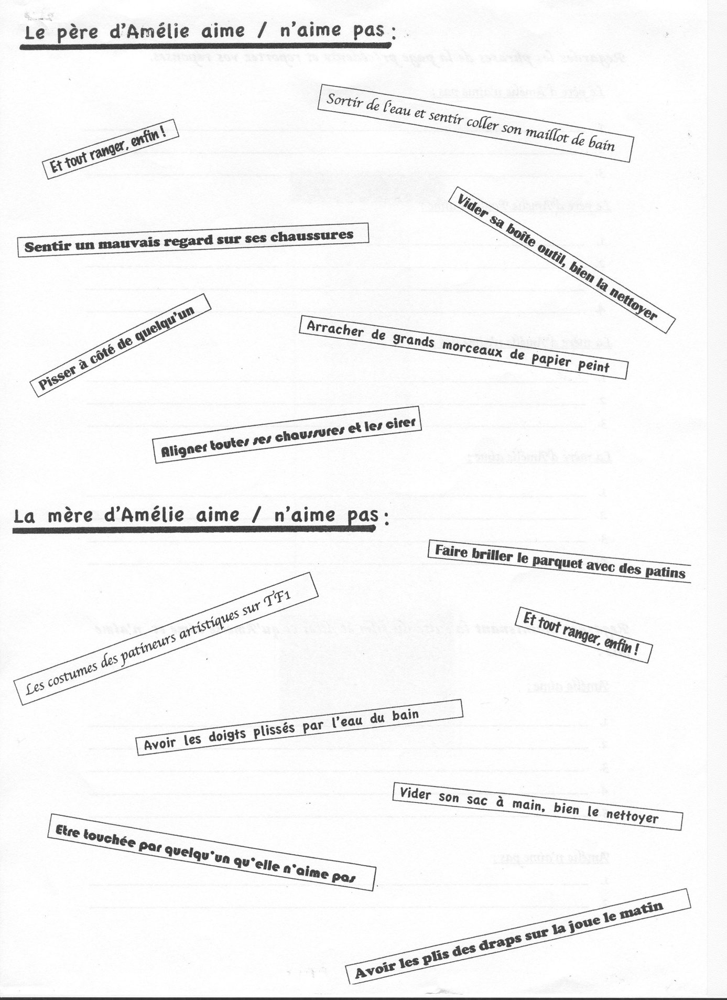 Le père d'Amélie aime / n'aime pas :
Sortir de l'eau et sentir coller son maillot de bain
Et tout ranger, enfin !
Vider sa boîte outil, bien la nettoyer
Sentir un mauvais regard sur ses chaussures
Pisser à côté de quelqu'un
Arracher de grands morceaux de papier peint
Aligner toutes ses chaussures et les cirer
La mère d'Amélie aime / n'aime pas :
Faire briller le parquet avec des patins
Les costumes des patineurs artistiques sur TF1
Et tout ranger, enfin !
Avoir les doigts plissés par l'eau du bain
Vider son sac à main, bien le nettoyer
Etre touchée par quelqu'un qu'elle n'aime pas
Avoir les plis des draps sur la joue le matin